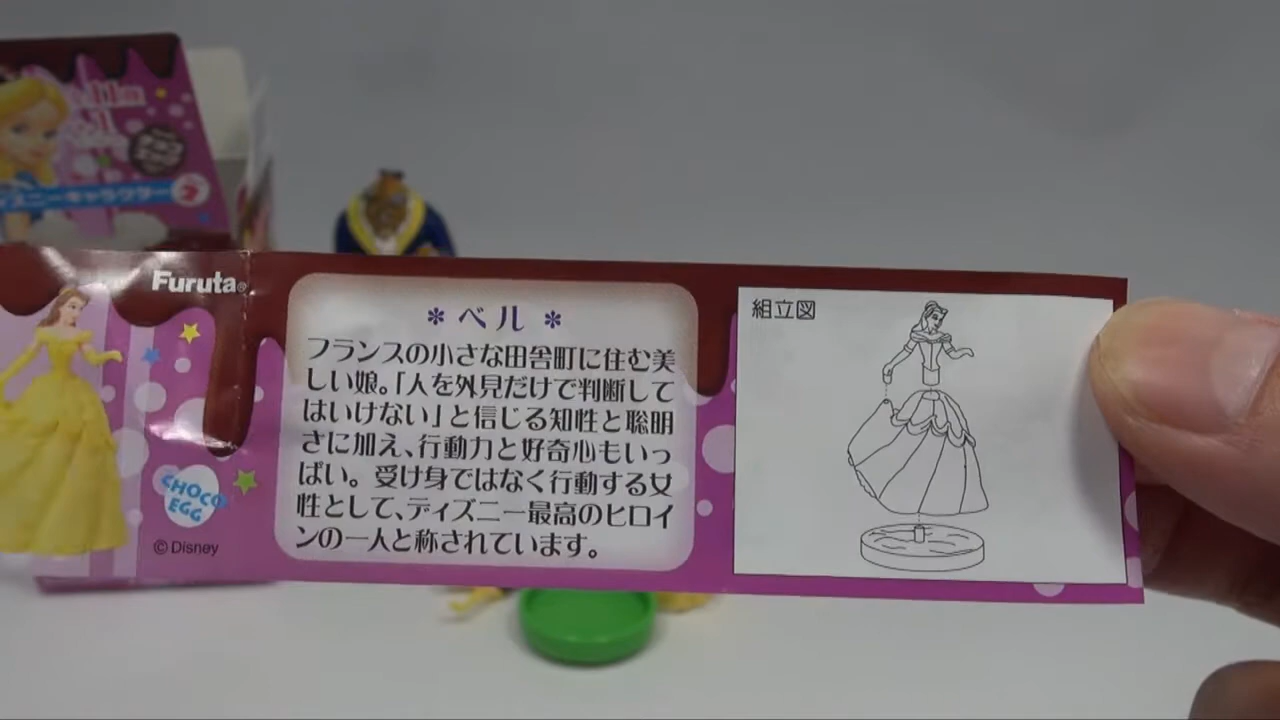 ィズニーキャラクター
Furuta®
CHOCO
EGG
©Disney
＊ベル＊
フランスの小さな田舎町に住む美
しい娘。「人を外見だけで判断して
はいけない」と信じる知性と聡明
さに加え、行動力と好奇心もいっ
ぱい。受け身ではなく行動する女
性として、ディズニー最高のヒロイ
ンの一人と称されています。
組立図